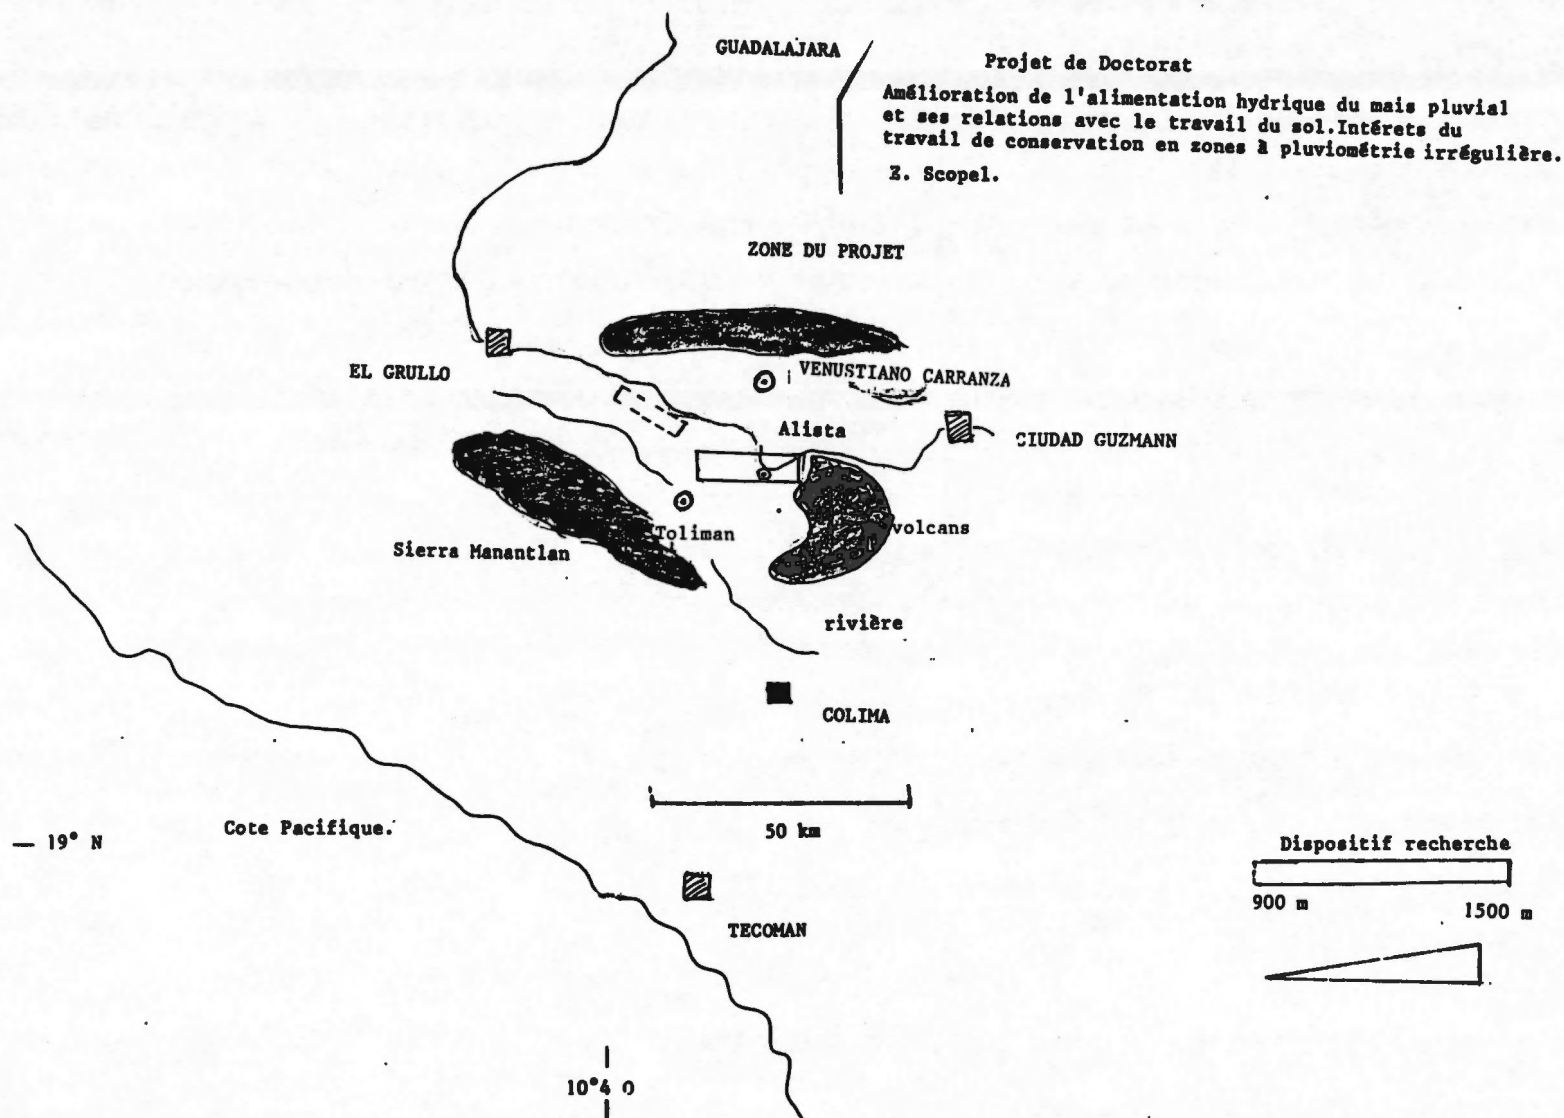 GUADALAJARA
Projet de Doctorat
Amélioration de l'alimentation hydrique du mais pluvial
et ses relations avec le travail du sol.Intérets du
travail de conservation en zones à pluviométrie irrégulière.
E. Scopel.
ZONE DU PROJET
EL GRULLO
VENUSTIANO CARRANZA
Alista
CIUDAD GUZMANN
Toliman
volcans
Sierra Manantlan
rivière
COLIMA
50 km
Cote Pacifique.
19° N
Dispositif recherche
900 m
1500 m
TECOMAN
10°4 0